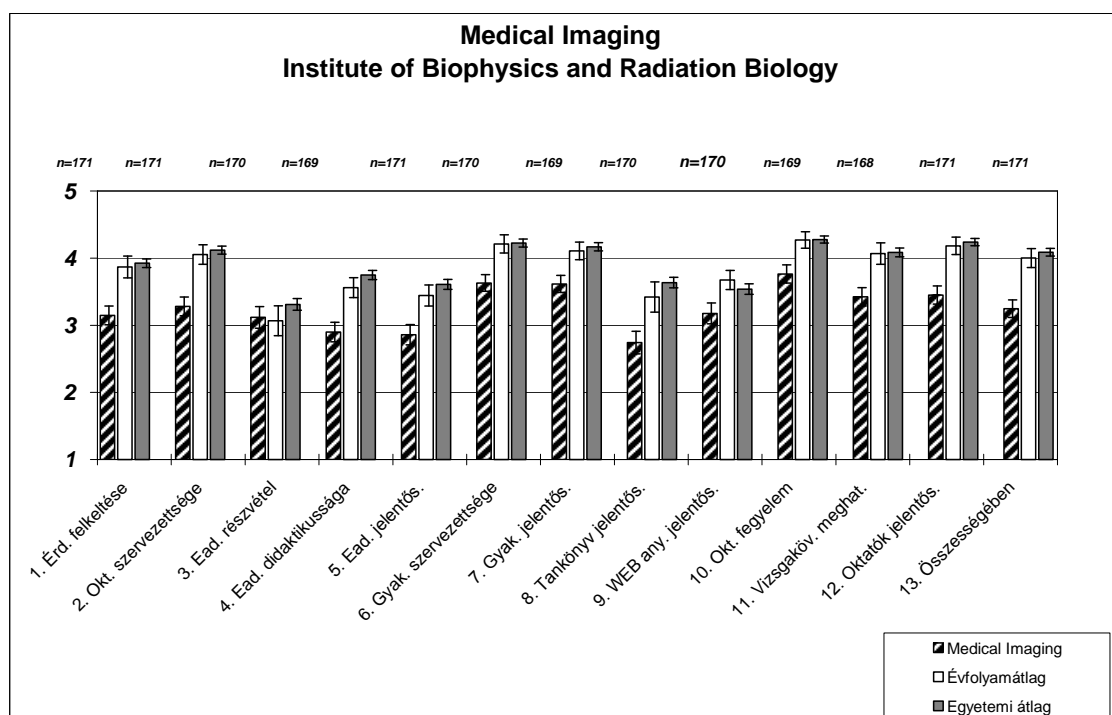 Medical Imaging
Institute of Biophysics and Radiation Biology
n=171 n=171 n=170 n=169 n=171 n=170 n=169 n=170 n=170 n=169 n=168 n=171 n=171
5
4
3
2
1
1. Érd. felkeltése
2. Okt. szervezettsége
3. Ead. részvétel
4. Ead. didaktikussága
5. Ead. jelentős.
6. Gyak. szervezettsége
7. Gyak. jelentős.
8. Tankönyv jelentős.
9. WEB any. jelentős.
10. Okt. fegyelem
11. Vizsgaköv. meghat.
12. Oktatók jelentős.
13. Összességében
Medical Imaging
Évfolyamátlag
Egyetemi átlag